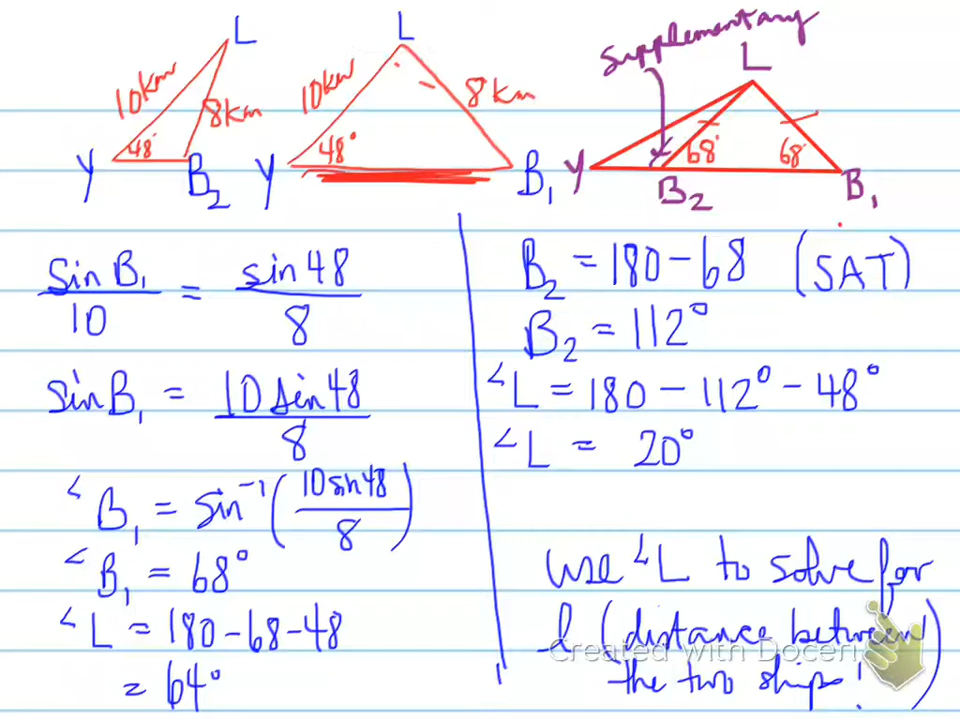 Supplementary
L
10km
8km
48°
Y
B₂
L
10km
8km
48°
Y
B₁
L
68°
68°
Y
B₂
B₁
sin B₁ / 10 = sin 48 / 8
sin B₁ = 10 sin 48 / 8
∠B₁ = sin⁻¹ (10 sin 48 / 8)
∠B₁ = 68°
∠L = 180 - 68 - 48
= 64°
B₂ = 180 - 68 (SAT)
B₂ = 112°
∠L = 180 - 112° - 48°
∠L = 20°
use ∠L to solve for
l (distance between
the two ships!)
Created with Doceri